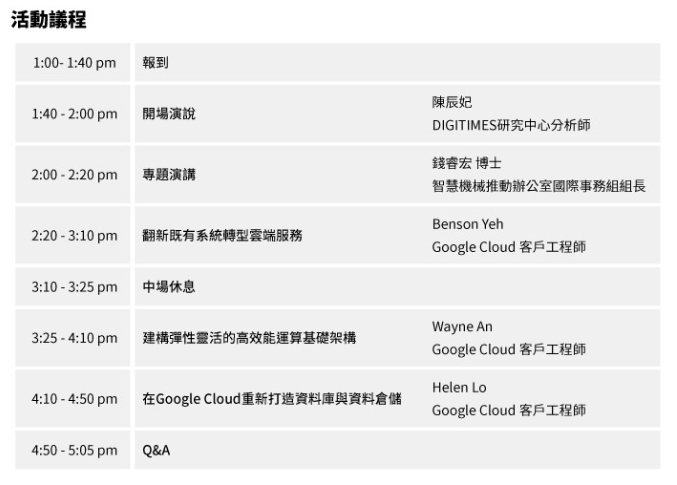 活動議程
1:00- 1:40 pm 報到
1:40 - 2:00 pm 開場演說 陳辰妃
DIGITIMES研究中心分析師
2:00 - 2:20 pm 專題演講 錢睿宏 博士
智慧機械推動辦公室國際事務組組長
2:20 - 3:10 pm 翻新既有系統轉型雲端服務 Benson Yeh
Google Cloud 客戶工程師
3:10 - 3:25 pm 中場休息
3:25 - 4:10 pm 建構彈性靈活的高效能運算基礎架構 Wayne An
Google Cloud 客戶工程師
4:10 - 4:50 pm 在Google Cloud重新打造資料庫與資料倉儲 Helen Lo
Google Cloud 客戶工程師
4:50 - 5:05 pm Q&A